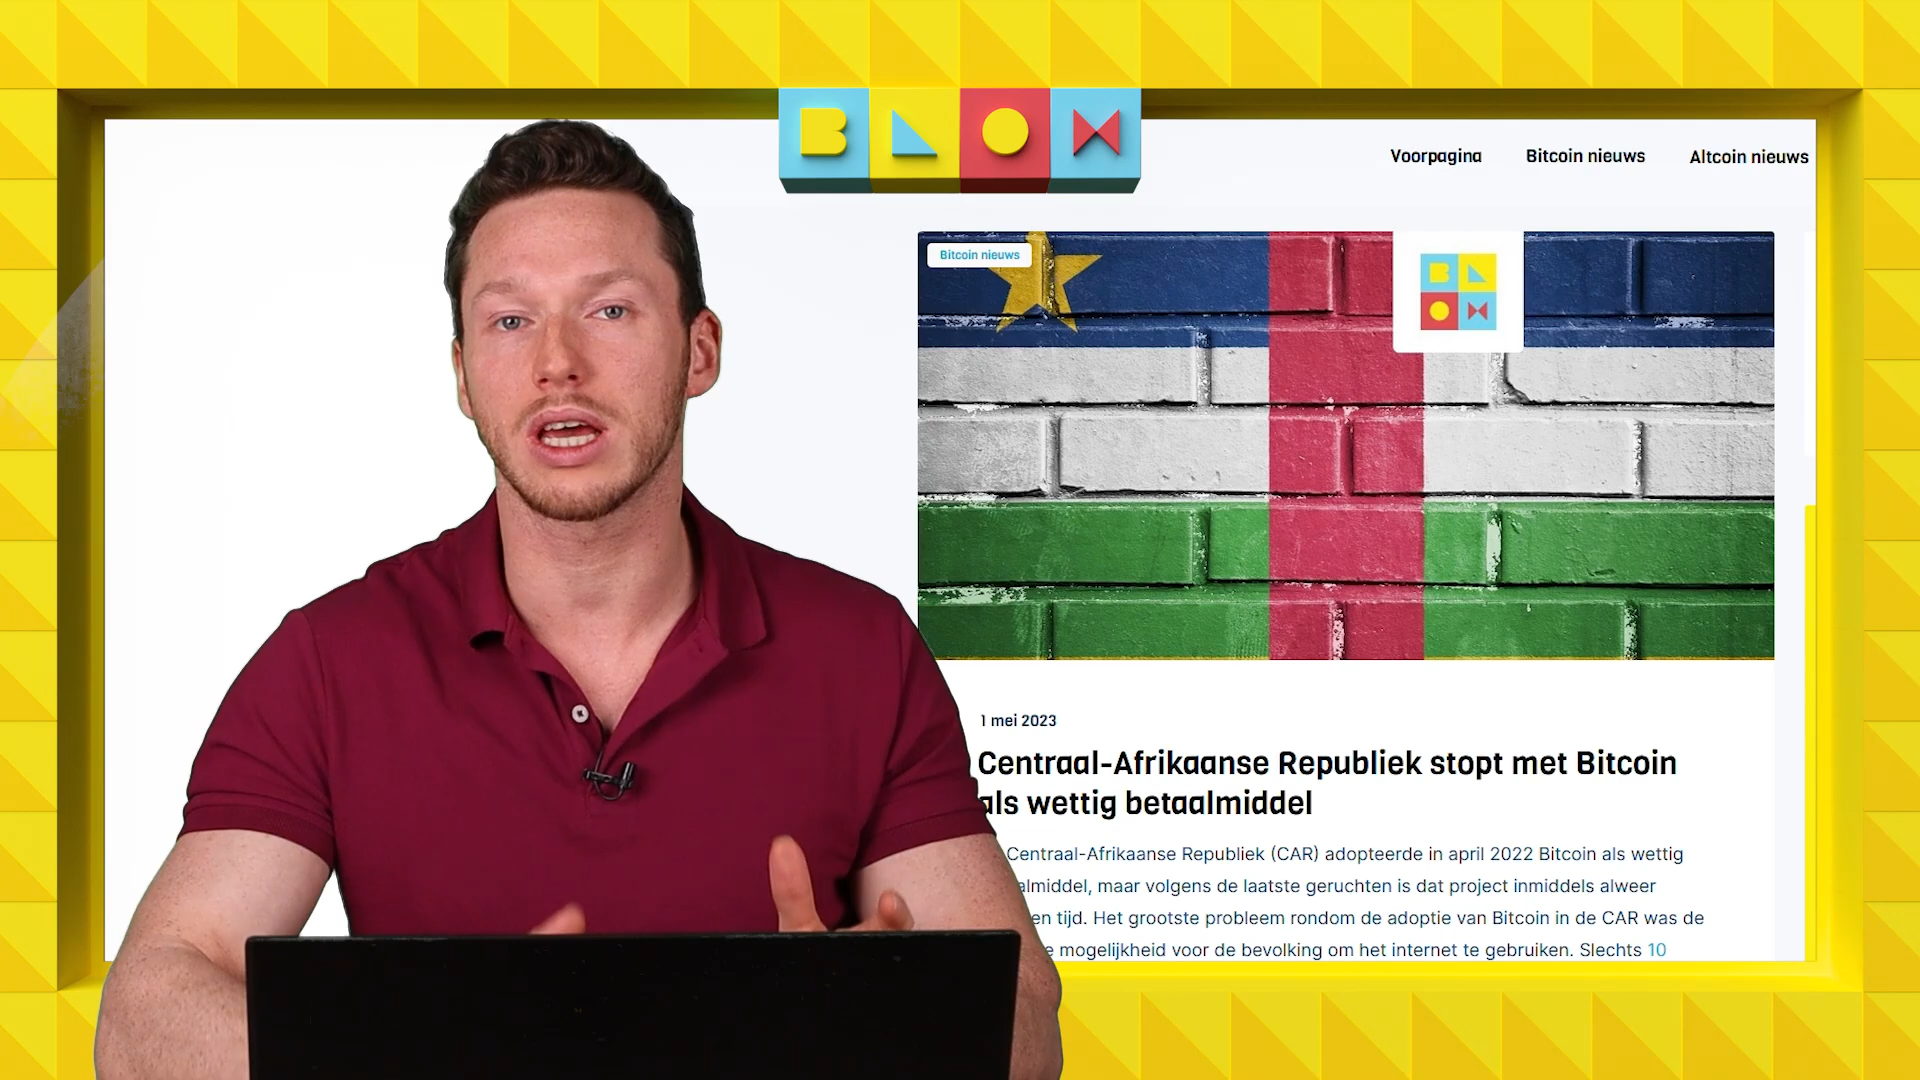 BLOX
Voorpagina Bitcoin nieuws Altcoin nieuws
Bitcoin nieuws
BLOX
1 mei 2023
Centraal-Afrikaanse Republiek stopt met Bitcoin
als wettig betaalmiddel
Centraal-Afrikaanse Republiek (CAR) adopteerde in april 2022 Bitcoin als wettig
maar volgens de laatste geruchten is dat project inmiddels alweer
tijd. Het grootste probleem rondom de adoptie van Bitcoin in de CAR was de
mogelijkheid voor de bevolking om het internet te gebruiken. Slechts 10